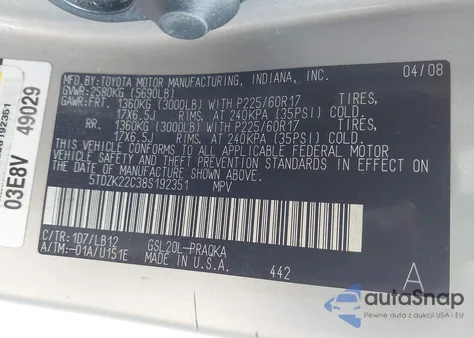 MFD. BY: TOYOTA MOTOR MANUFACTURING, INDIANA, INC. 04/08
GVWR: 2580KG (5690LB)
GAWR: FRT. 1360KG (3000LB) WITH P225/60R17 TIRES,
17X6.5J RIMS, AT 240KPA (35PSI) COLD
RR. 1360KG (3000LB) WITH P225/60R17 TIRES,
17X6.5J RIMS, AT 240KPA (35PSI) COLD
THIS VEHICLE CONFORMS TO ALL APPLICABLE FEDERAL MOTOR
VEHICLE SAFETY AND THEFT PREVENTION STANDARDS IN EFFECT ON
THE DATE OF MANUFACTURE SHOWN ABOVE.
5TDZK22C38S192351 MPV
C/TR: 1D7/LB12 GSL20L-PRAQKA
A/TM: -01A/U151E MADE IN U.S.A. 442 A
03E8V 49029
autoSnap
Pewne auta z USA i EU